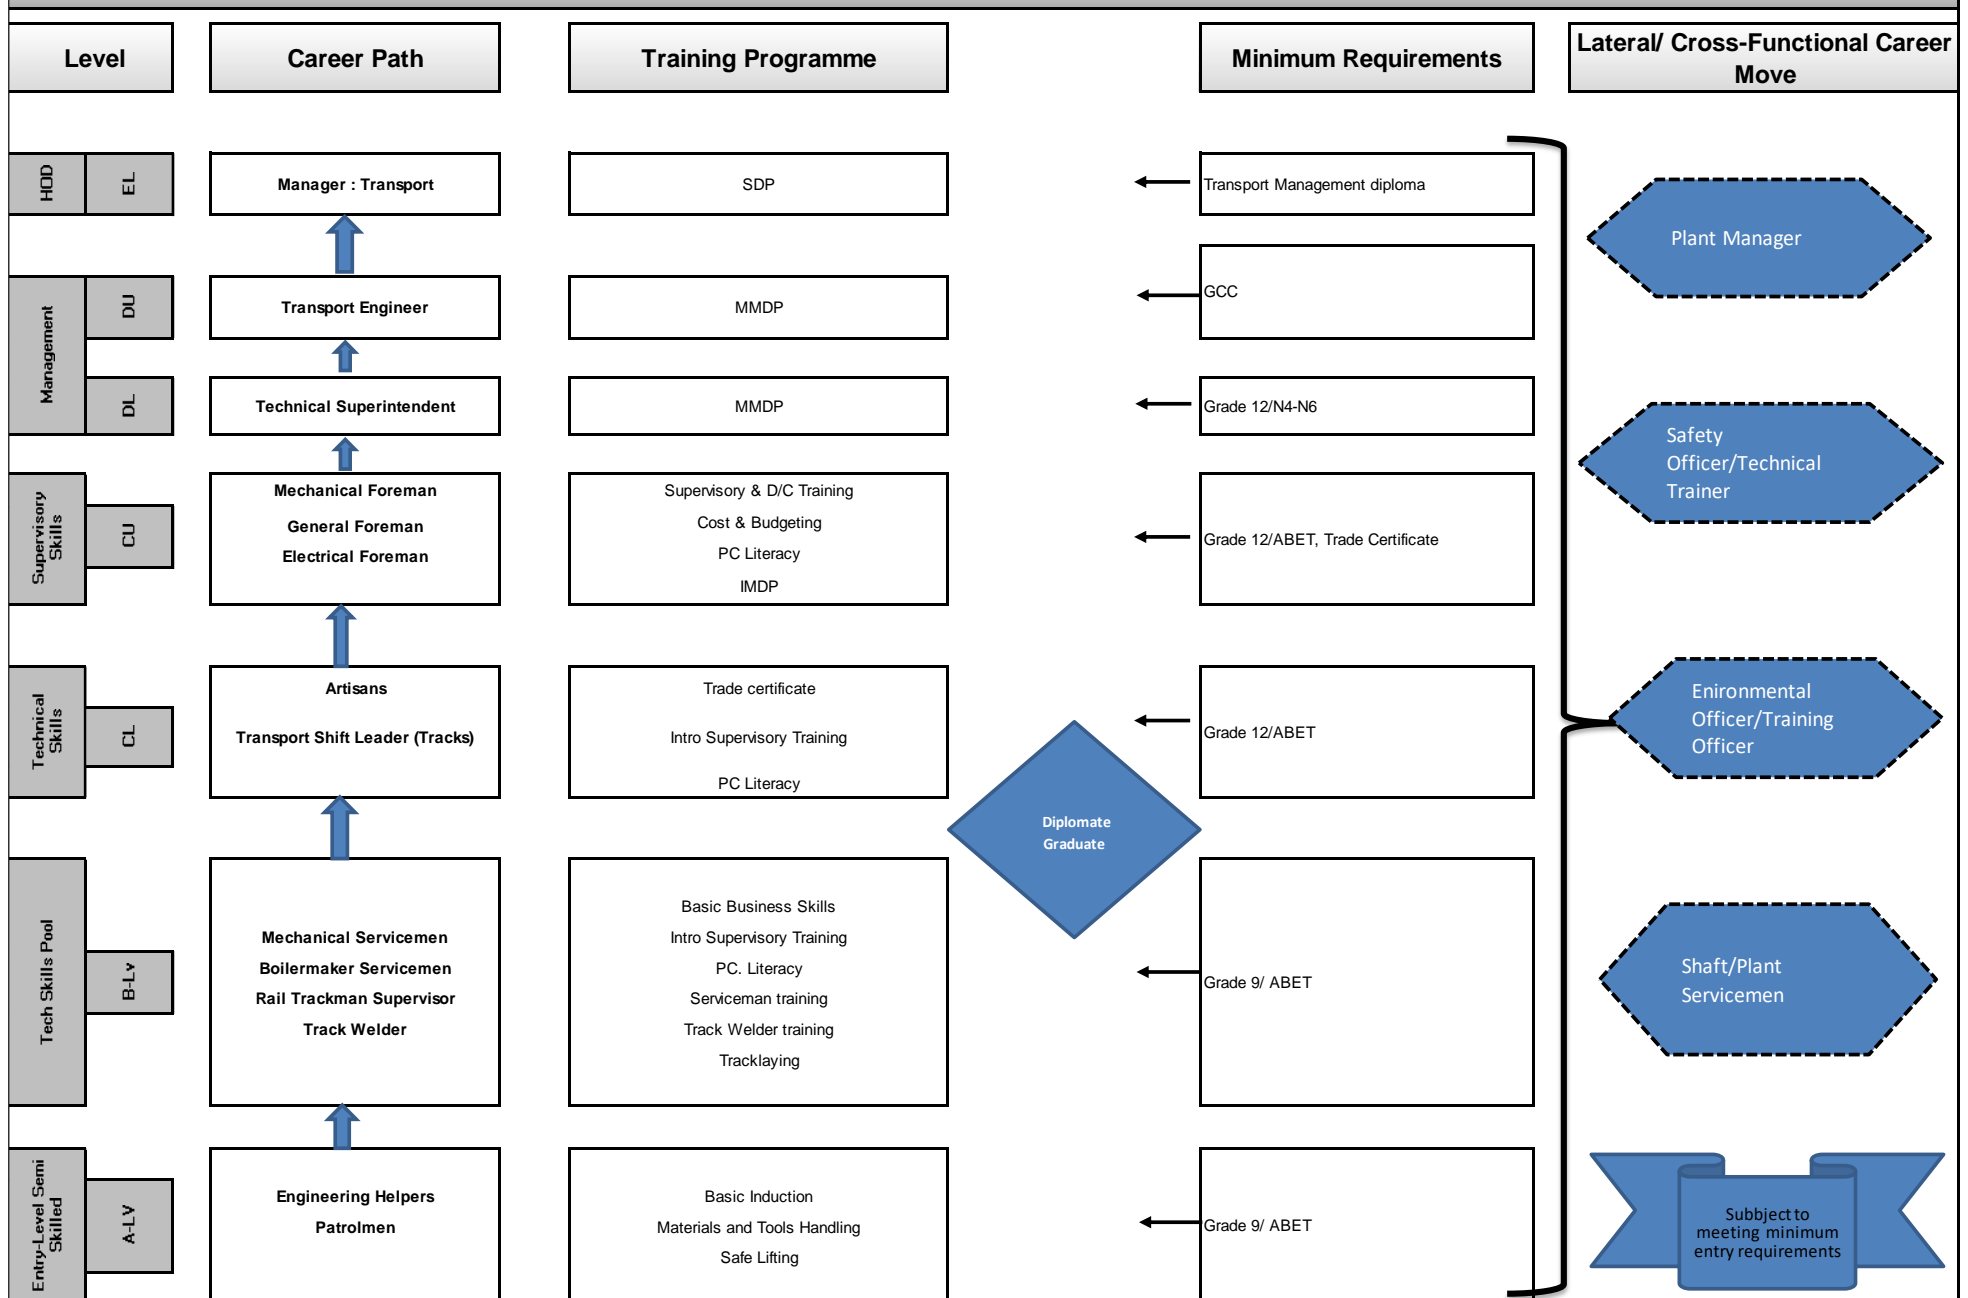 Level
Career Path
Training Programme
Minimum Requirements
Lateral/ Cross-Functional Career
Move
HOD
EL
Manager : Transport
SDP
Transport Management diploma
Plant Manager
Management
DU
Transport Engineer
MMDP
GCC
DL
Technical Superintendent
MMDP
Grade 12/N4-N6
Safety
Officer/Technical
Trainer
Supervisory
Skills
CU
Mechanical Foreman
General Foreman
Electrical Foreman
Supervisory & D/C Training
Cost & Budgeting
PC Literacy
IMDP
Grade 12/ABET, Trade Certificate
Technical
Skills
CL
Artisans
Transport Shift Leader (Tracks)
Trade certificate
Intro Supervisory Training
PC Literacy
Grade 12/ABET
Enironmental
Officer/Training
Officer
Diplomate
Graduate
Tech Skills Pool
B-Lv
Mechanical Servicemen
Boilermaker Servicemen
Rail Trackman Supervisor
Track Welder
Basic Business Skills
Intro Supervisory Training
PC. Literacy
Serviceman training
Track Welder training
Tracklaying
Grade 9/ ABET
Shaft/Plant
Servicemen
Entry-Level Semi
Skilled
A-LV
Engineering Helpers
Patrolmen
Basic Induction
Materials and Tools Handling
Safe Lifting
Grade 9/ ABET
Subbject to
meeting minimum
entry requirements